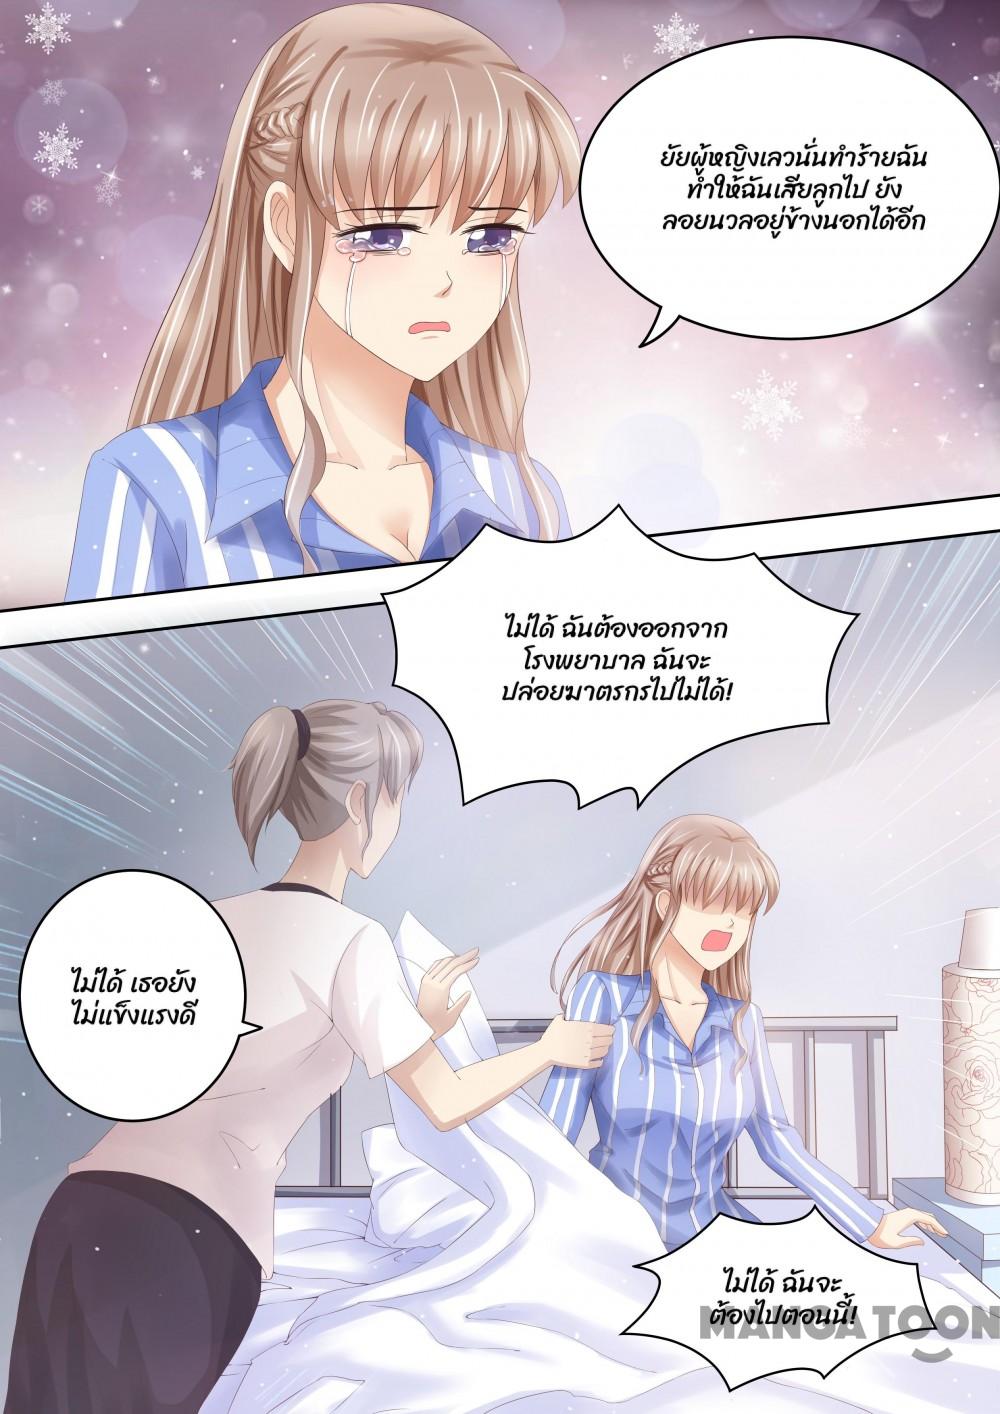 ยัยผู้หญิงเลวนั่นทำร้ายฉัน
ทำให้ฉันเสียลูกไป ยัง
ลอยนวลอยู่ข้างนอกได้อีก
ไม่ได้ ฉันต้องออกจาก
โรงพยาบาล ฉันจะ
ปล่อยฆาตรกรไปไม่ได้!
ไม่ได้ เธอยัง
ไม่แข็งแรงดี
ไม่ได้ ฉันจะ
ต้องไปตอนนี้!
MANGA TOON